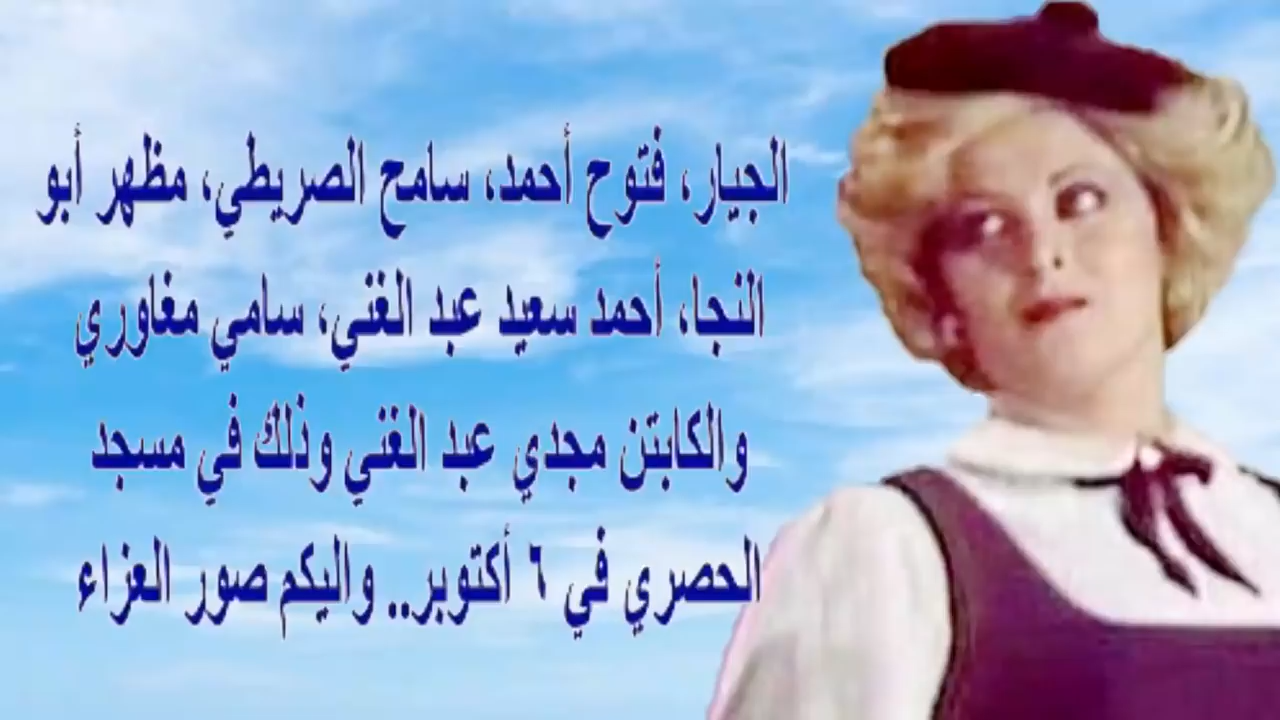 الجيار، فتوح أحمد، سامح الصريطي، مظهر أبو
النجا، أحمد سعيد عبد الغني، سامي مغاوري
والكابتن مجدي عبد الغني وذلك في مسجد
الحصري في ٦ أكتوبر.. واليكم صور العزاء